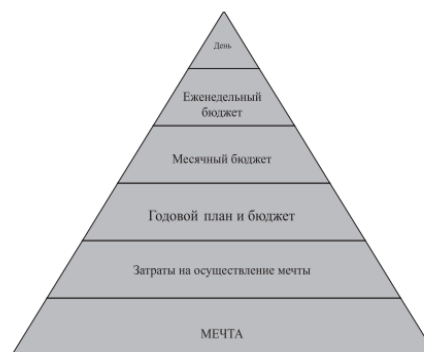 День
Еженедельный
бюджет
Месячный бюджет
Годовой план и бюджет
Затраты на осуществление мечты
МЕЧТА